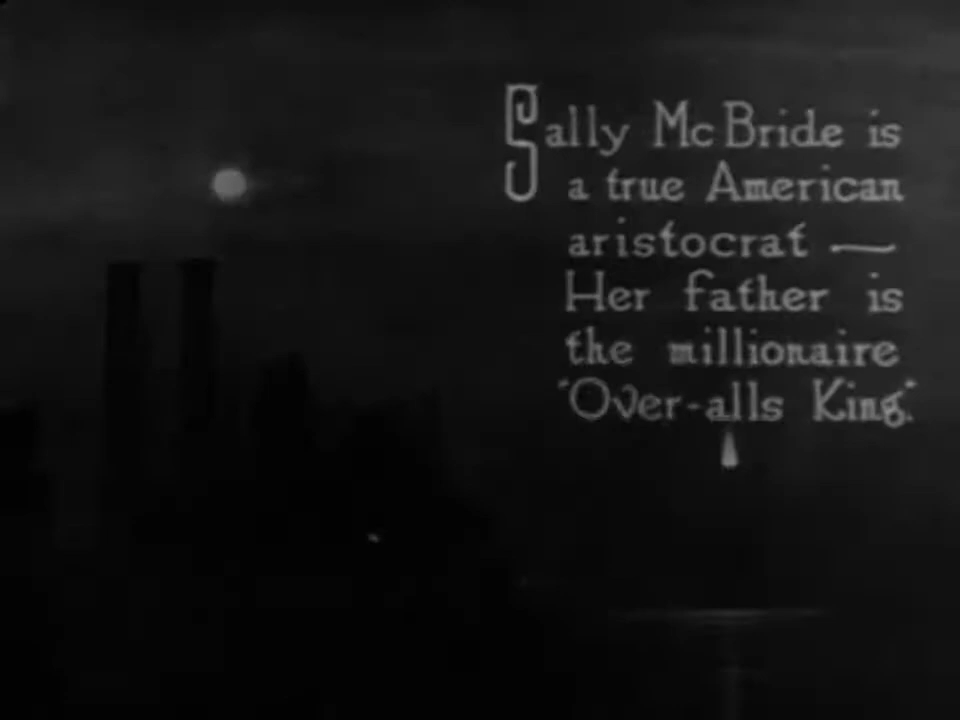 Sally McBride is
a true American
aristocrat —
Her father is
the millionaire
"Over-alls King".